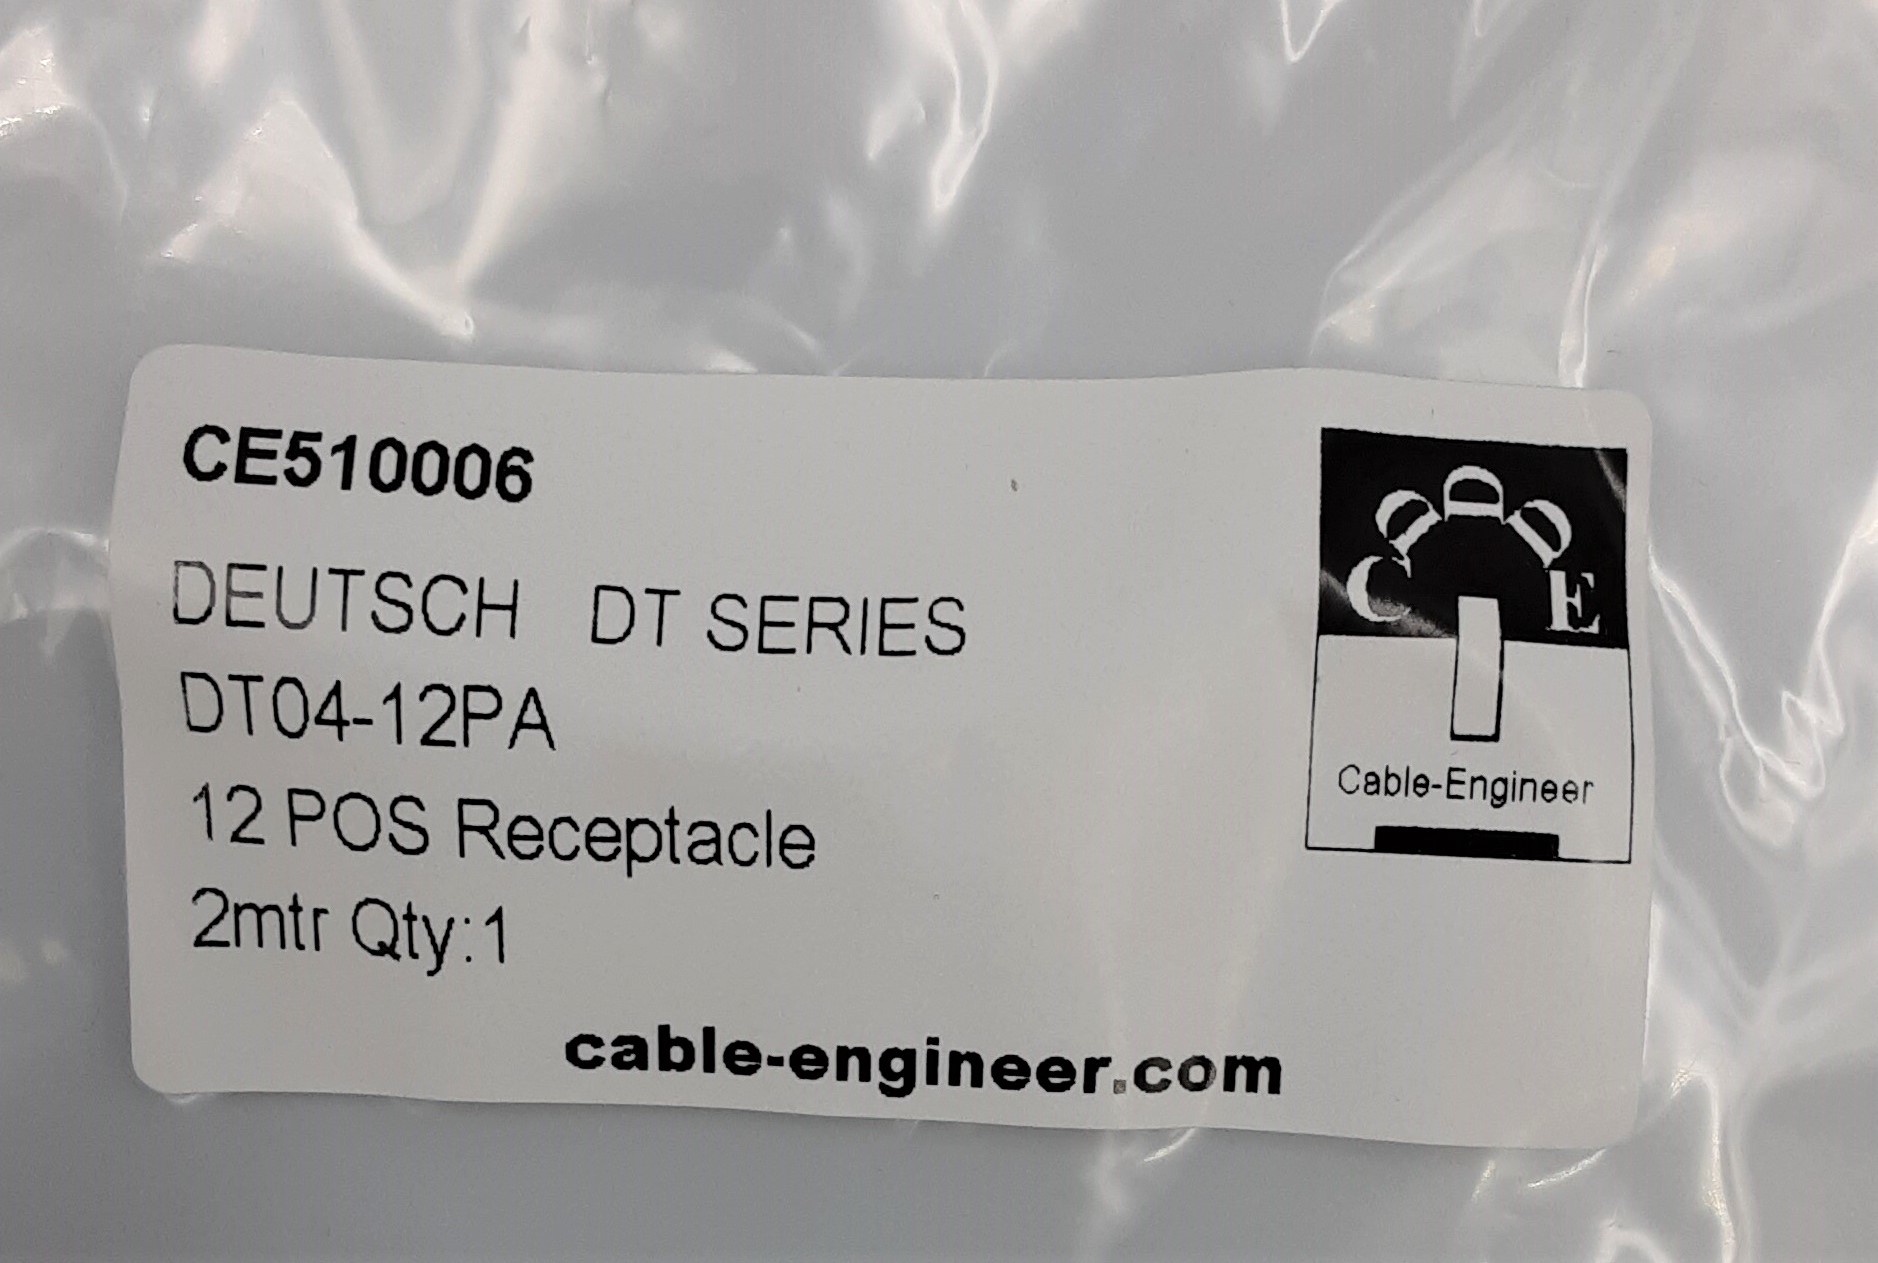 CE510006
DEUTSCH DT SERIES
DT04-12PA
12 POS Receptacle
2mtr Qty:1
cable-engineer.com
C E
Cable-Engineer